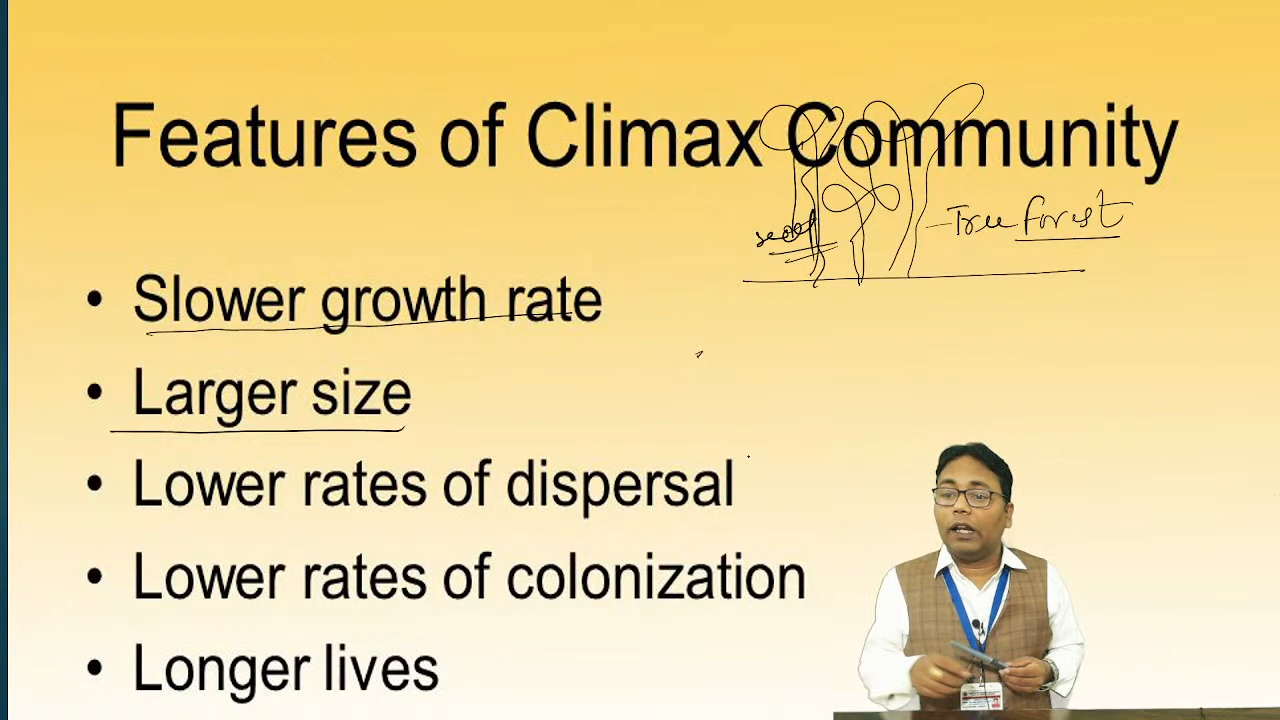 Features of Climax Community
Tree forest
• Slower growth rate
• Larger size
• Lower rates of dispersal
• Lower rates of colonization
• Longer lives